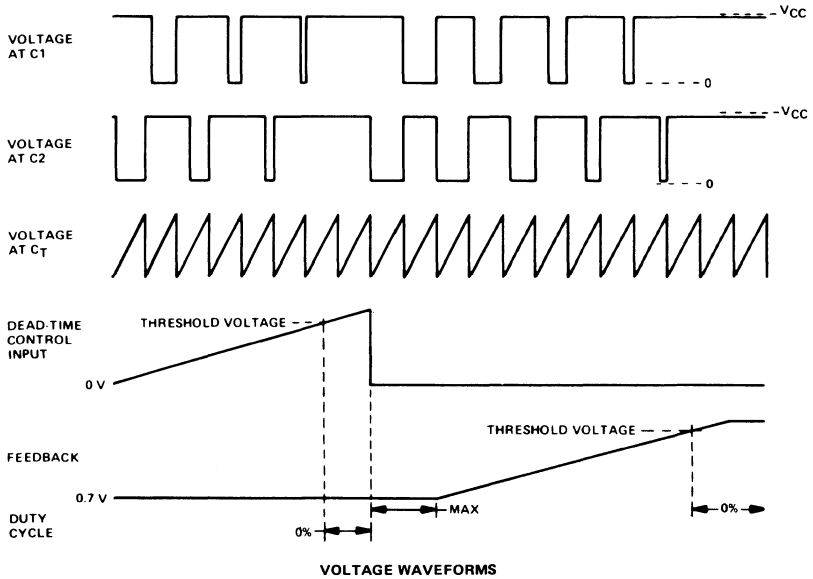 VCC
VOLTAGE
AT C1
0
VCC
VOLTAGE
AT C2
0
VOLTAGE
AT CT
DEAD-TIME
CONTROL
INPUT
THRESHOLD VOLTAGE
0 V
THRESHOLD VOLTAGE
FEEDBACK
0.7 V
MAX
0%
DUTY
CYCLE
0%
VOLTAGE WAVEFORMS